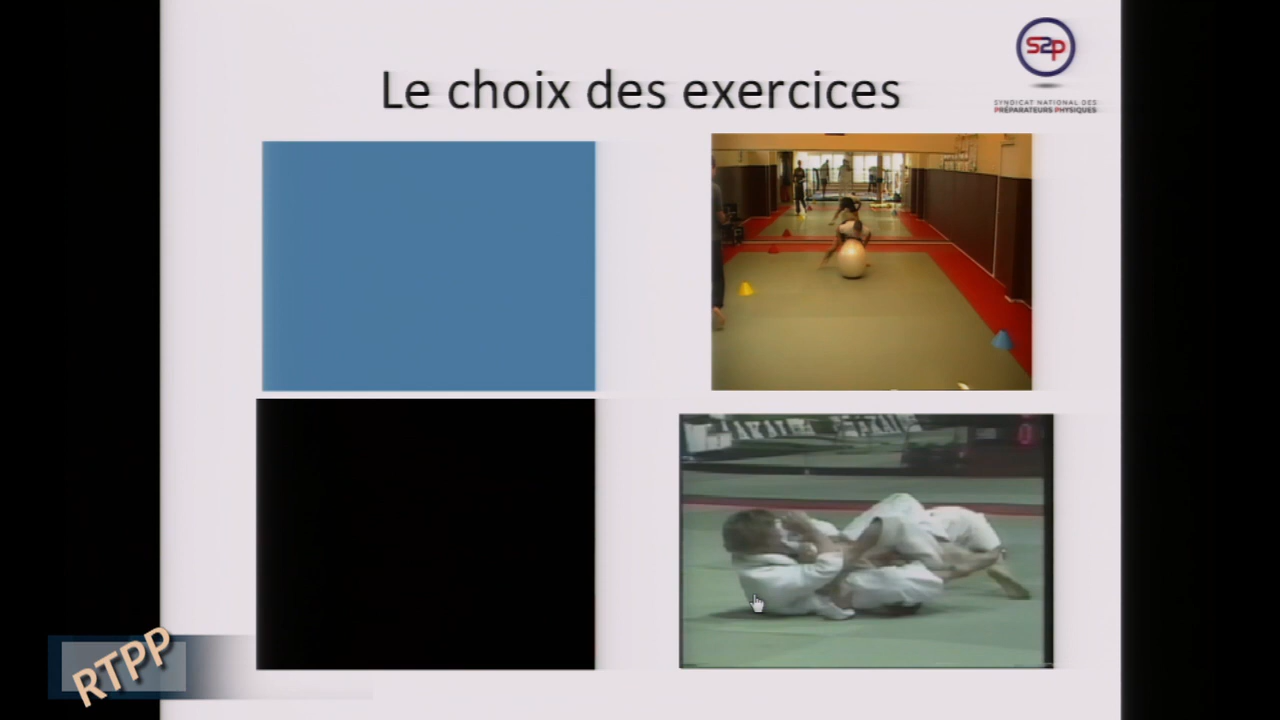 S2P
SYNDICAT NATIONAL DES
PRÉPARATEURS PHYSIQUES
Le choix des exercices
RTPP